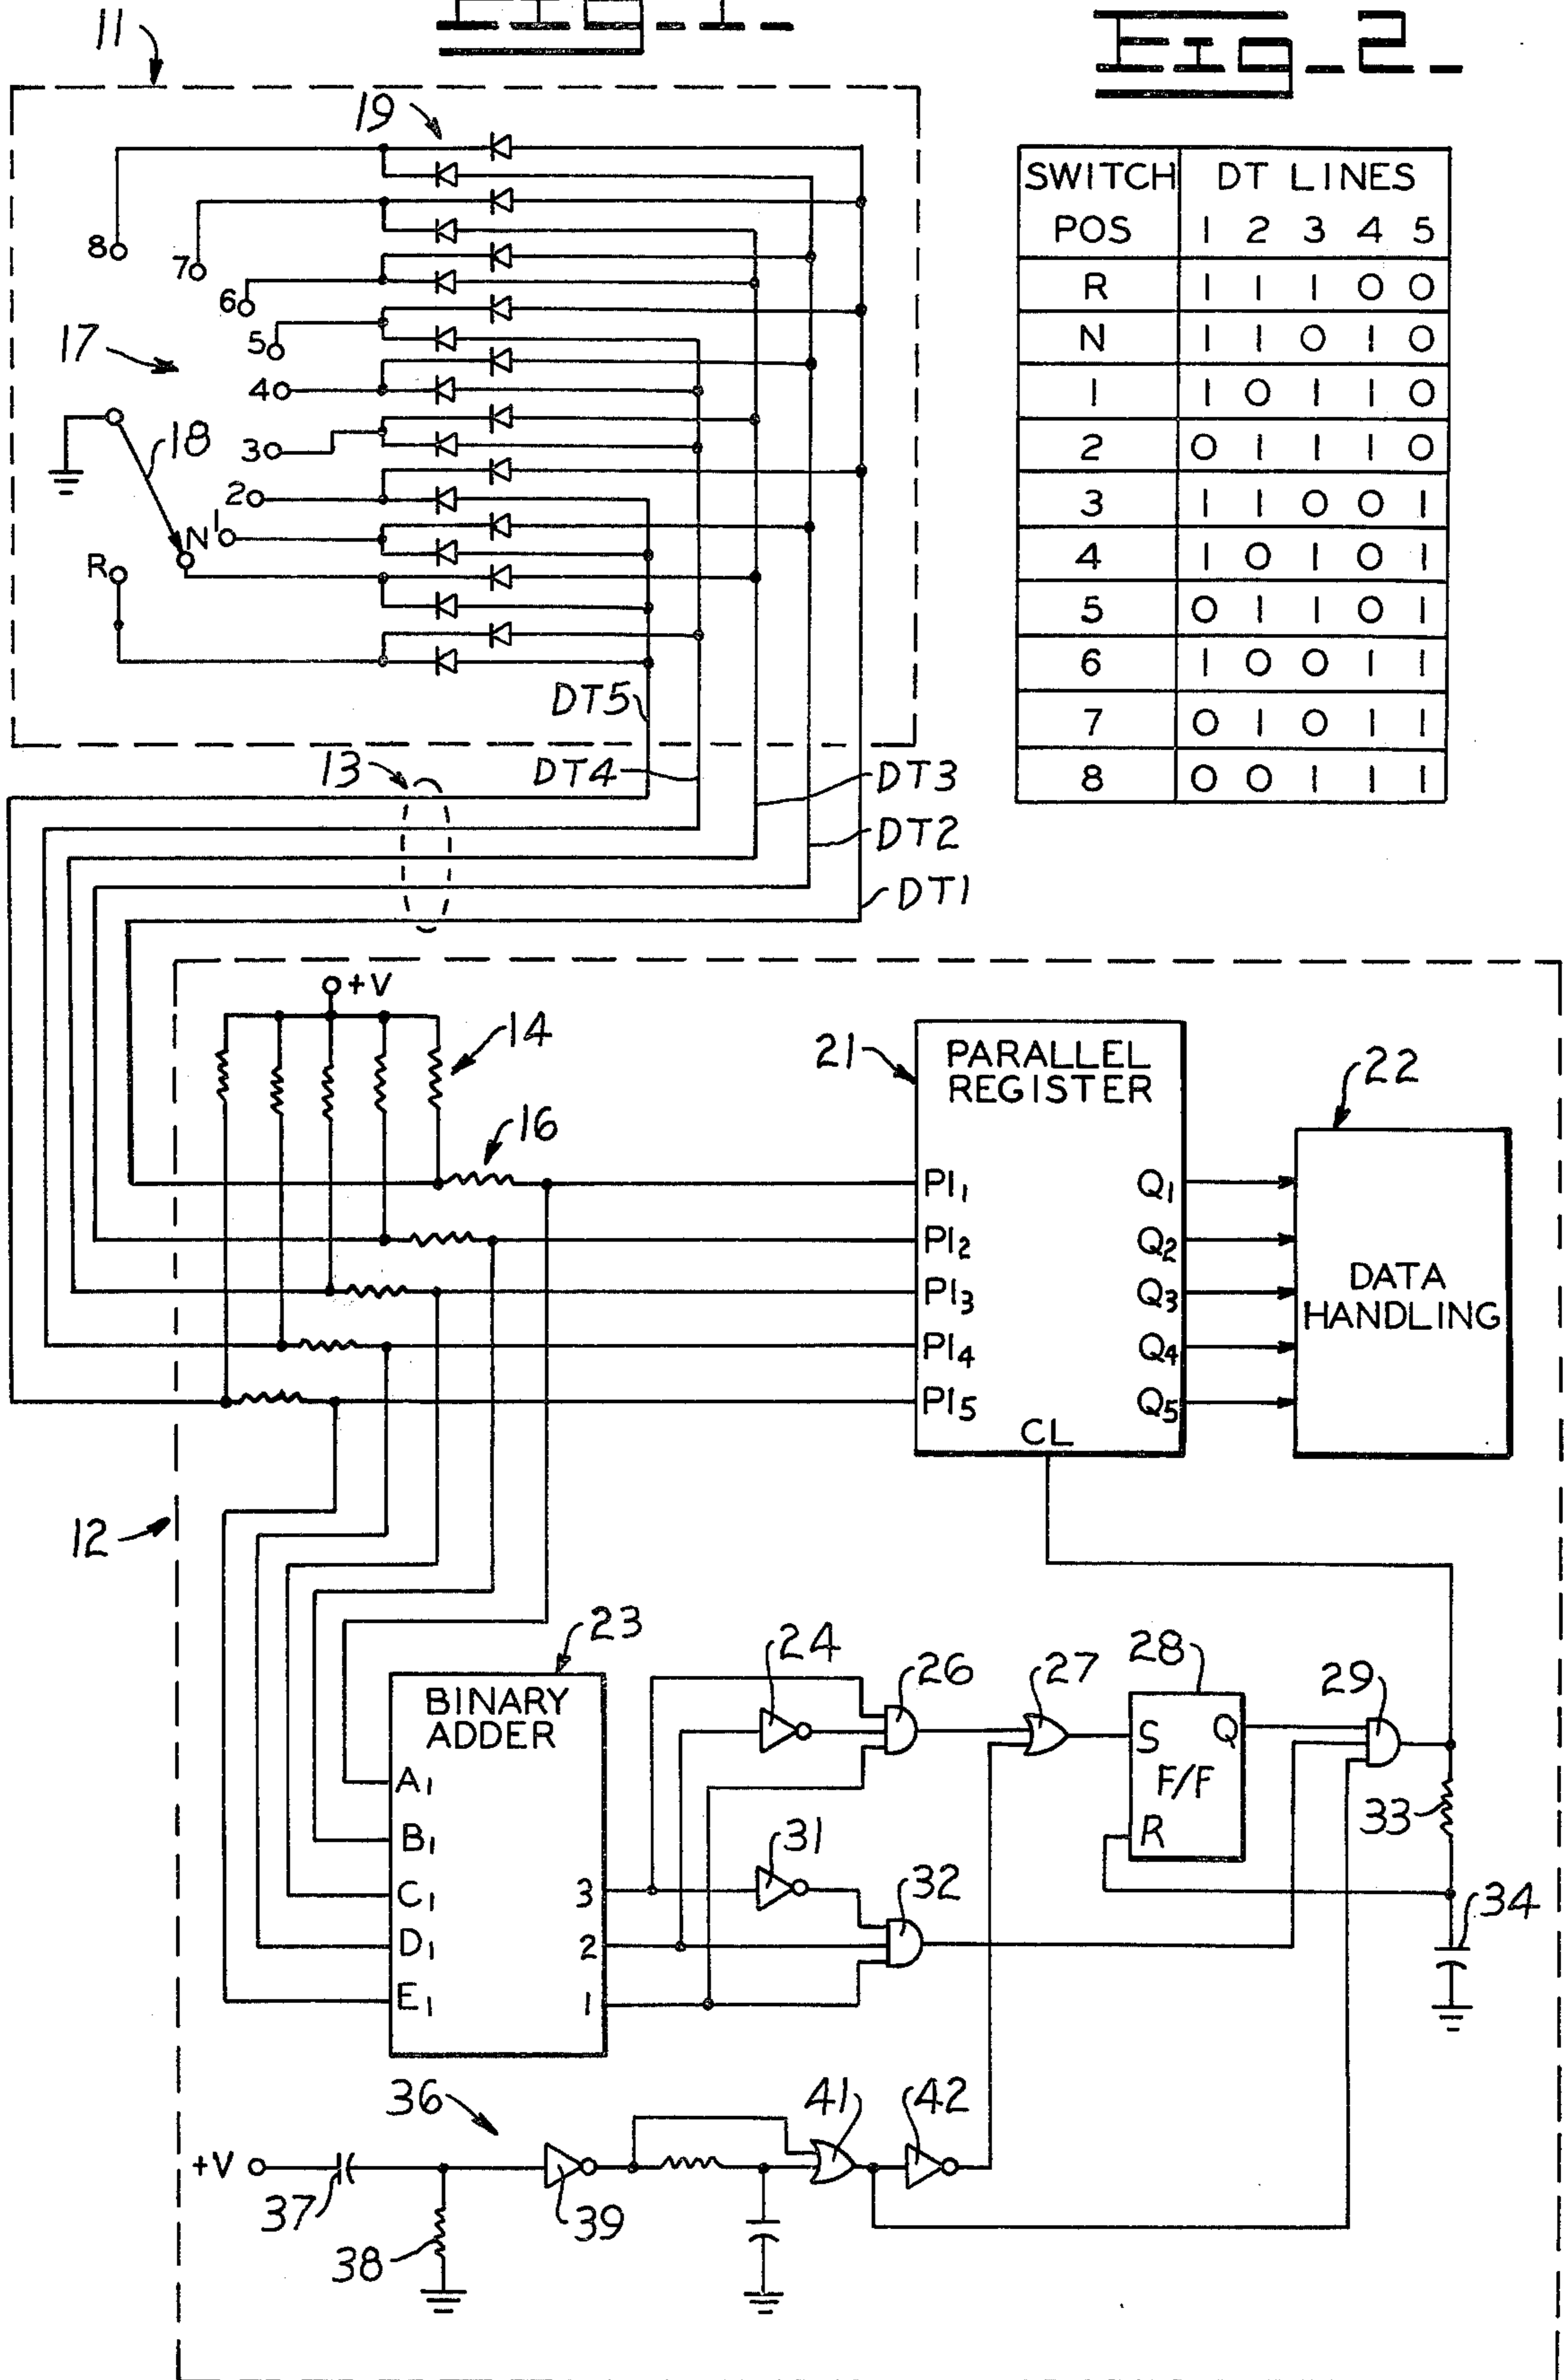 FIG-1-
FIG-2-
11
19
8
7
6
5
4
3
2
1
N
R
17
18
DT5
13
DT4
DT3
DT2
DT1
SWITCH POS DT LINES
1 2 3 4 5
R 1 1 1 0 0
N 1 1 0 1 0
1 1 0 1 1 0
2 0 1 1 1 0
3 1 1 0 0 1
4 1 0 1 0 1
5 0 1 1 0 1
6 1 0 0 1 1
7 0 1 0 1 1
8 0 0 1 1 1
+V
14
16
21
PARALLEL
REGISTER
22
PI1 Q1
PI2 Q2
PI3 Q3
PI4 Q4
PI5 Q5
CL
DATA
HANDLING
12
23
BINARY
ADDER
A1
B1
C1
D1
E1
3
2
1
24
26
27
28
29
S Q
F/F
R
31
32
33
34
36
+V
37
38
39
41
42